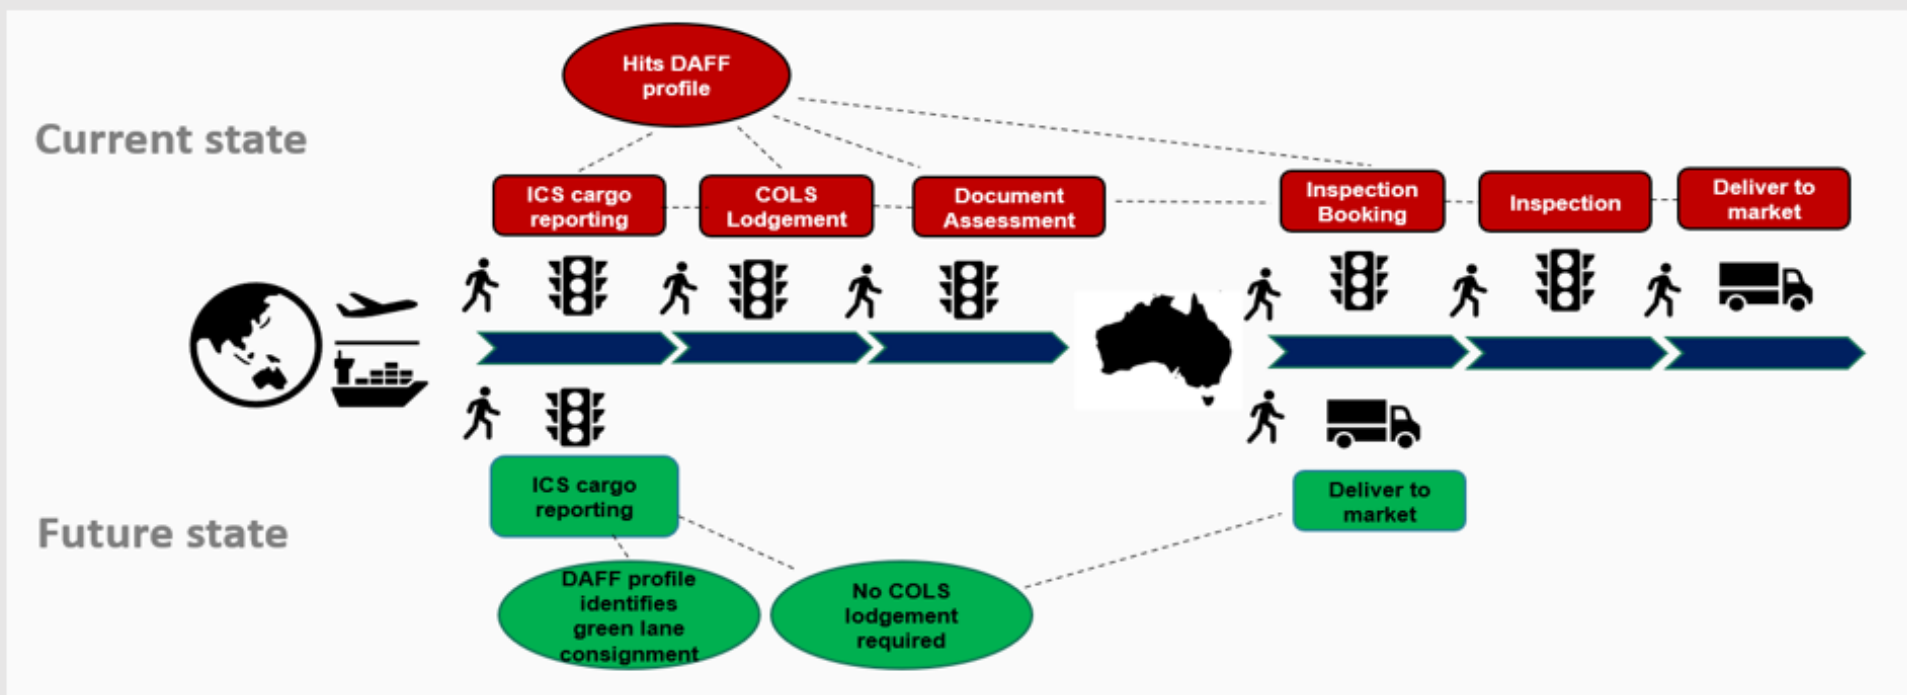 Hits DAFF
profile
Current state
ICS cargo
reporting
COLS
Lodgement
Document
Assessment
Inspection
Booking
Inspection
Deliver to
market
ICS cargo
reporting
Deliver to
market
Future state
DAFF profile
identifies
green lane
consignment
No COLS
lodgement
required